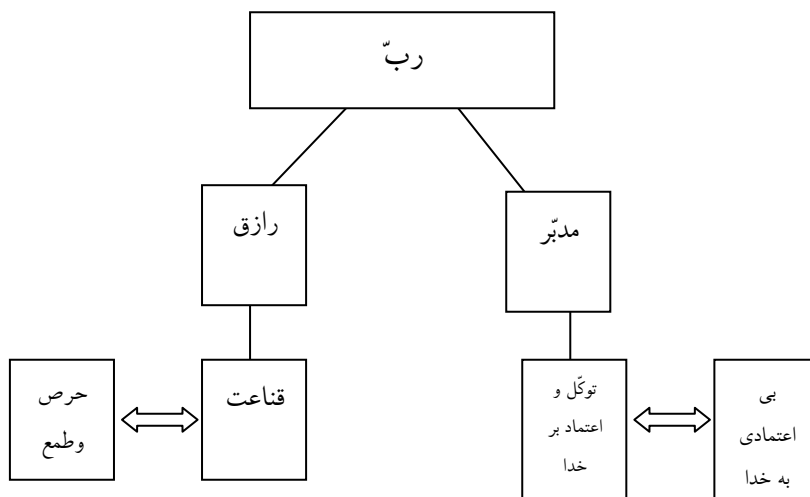 ربّ
مدبّر
رازق
بی
اعتمادی
به خدا
توکّل و
اعتماد بر
خدا
قناعت
حرص
وطمع